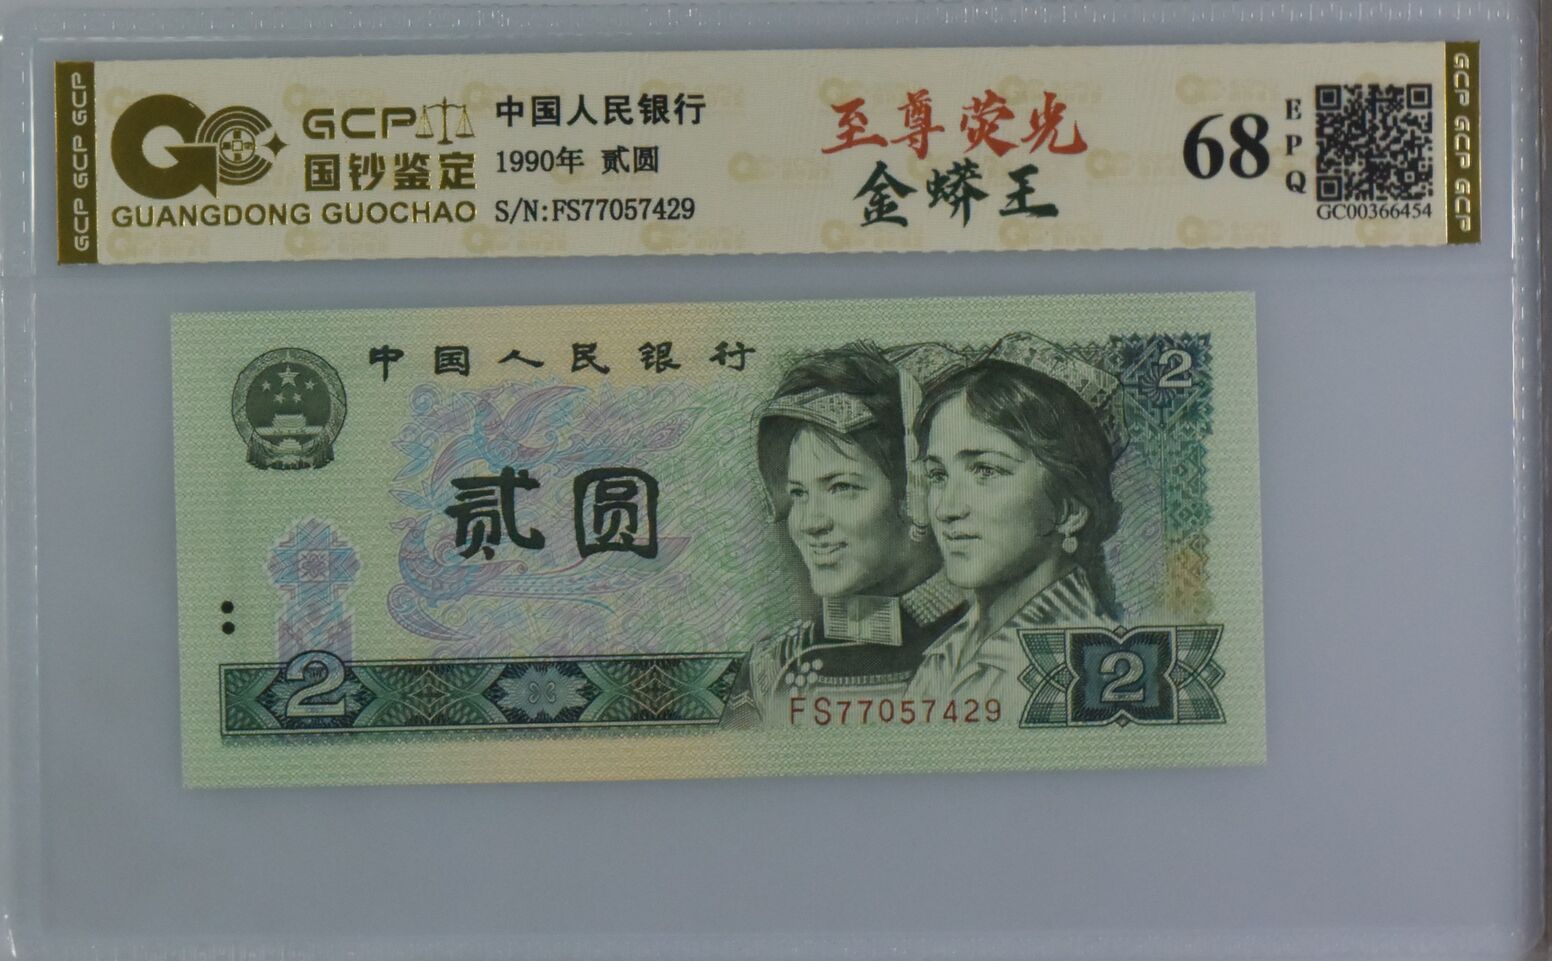 GCP GCP GCP
GCP
国钞鉴定
GUANGDONG GUOCHAO
中国人民银行
1990年 贰圆
S/N:FS77057429
至尊荧光
金蟒王
68
EPQ
GC00366454
GCP GCP GCP
中国人民银行
2
贰圆
2
FS77057429
2